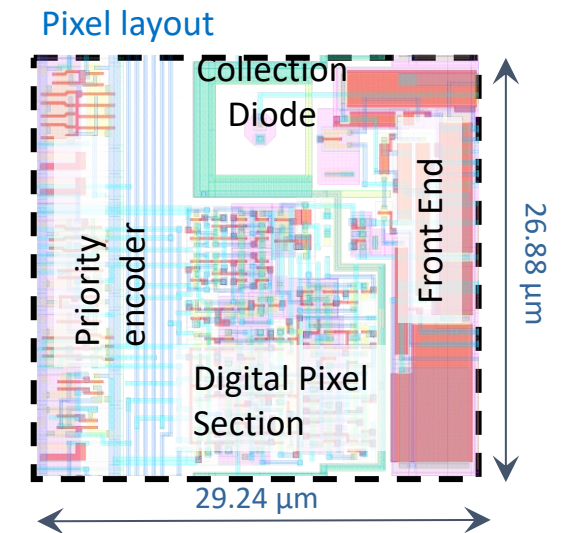 Pixel layout
Collection
Diode
Priority
encoder
Front End
26.88 µm
Digital Pixel
Section
29.24 µm